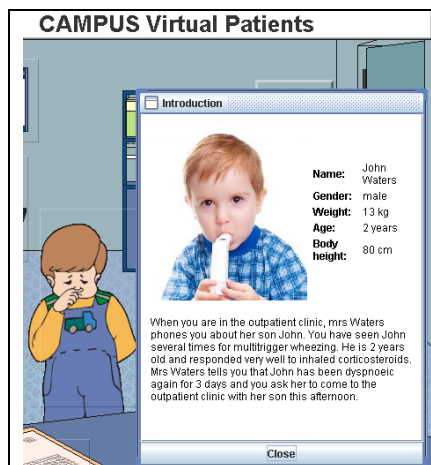 CAMPUS Virtual Patients
Introduction
Name: John
Waters
Gender: male
Weight: 13 kg
Age: 2 years
Body
height: 80 cm
When you are in the outpatient clinic, mrs Waters
phones you about her son John. You have seen John
several times for multitrigger wheezing. He is 2 years
old and responded very well to inhaled corticosteroids.
Mrs Waters tells you that John has been dyspnoeic
again for 3 days and you ask her to come to the
outpatient clinic with her son this afternoon.
Close